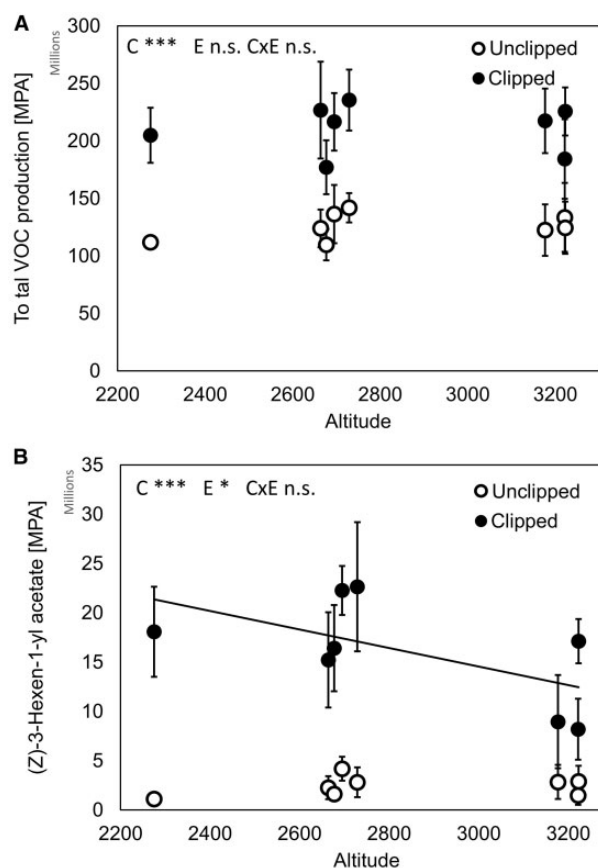 A
C *** E n.s. CxE n.s.
Unclipped
Clipped
To tal VOC production [MPA]
Millions
300
250
200
150
100
50
0
2200 2400 2600 2800 3000 3200
Altitude
B
C *** E * CxE n.s.
Unclipped
Clipped
(Z)-3-Hexen-1-yl acetate [MPA]
Millions
35
30
25
20
15
10
5
0
2200 2400 2600 2800 3000 3200
Altitude